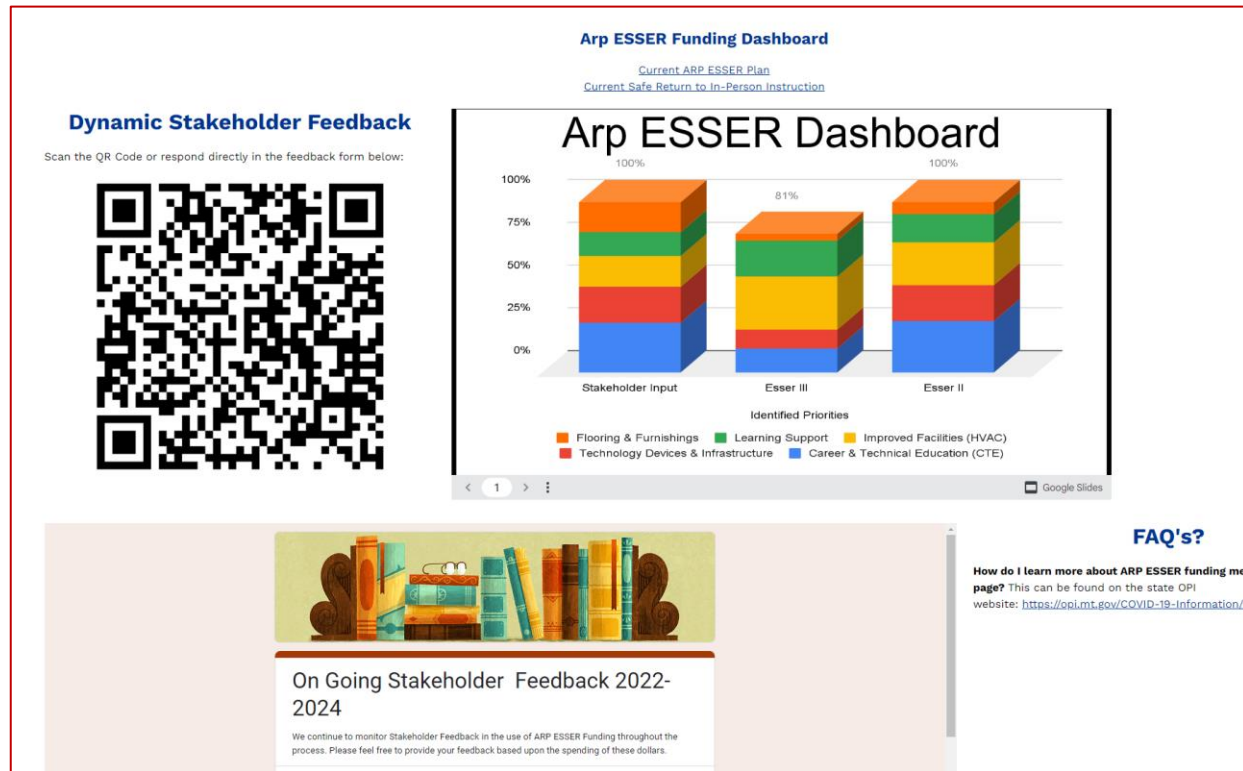 Arp ESSER Funding Dashboard
Current ARP ESSER Plan
Current Safe Return to In-Person Instruction
Dynamic Stakeholder Feedback
Scan the QR Code or respond directly in the feedback form below:
Arp ESSER Dashboard
100%
81%
100%
100%
75%
50%
25%
0%
Stakeholder Input
Esser III
Esser II
Identified Priorities
Flooring & Furnishings
Learning Support
Improved Facilities (HVAC)
Technology Devices & Infrastructure
Career & Technical Education (CTE)
1
Google Slides
On Going Stakeholder Feedback 2022-
2024
We continue to monitor Stakeholder Feedback in the use of ARP ESSER Funding throughout the
process. Please feel free to provide your feedback based upon the spending of these dollars.
FAQ's?
How do I learn more about ARP ESSER funding me
page? This can be found on the state OPI
website: https://opi.mt.gov/COVID-19-Information/